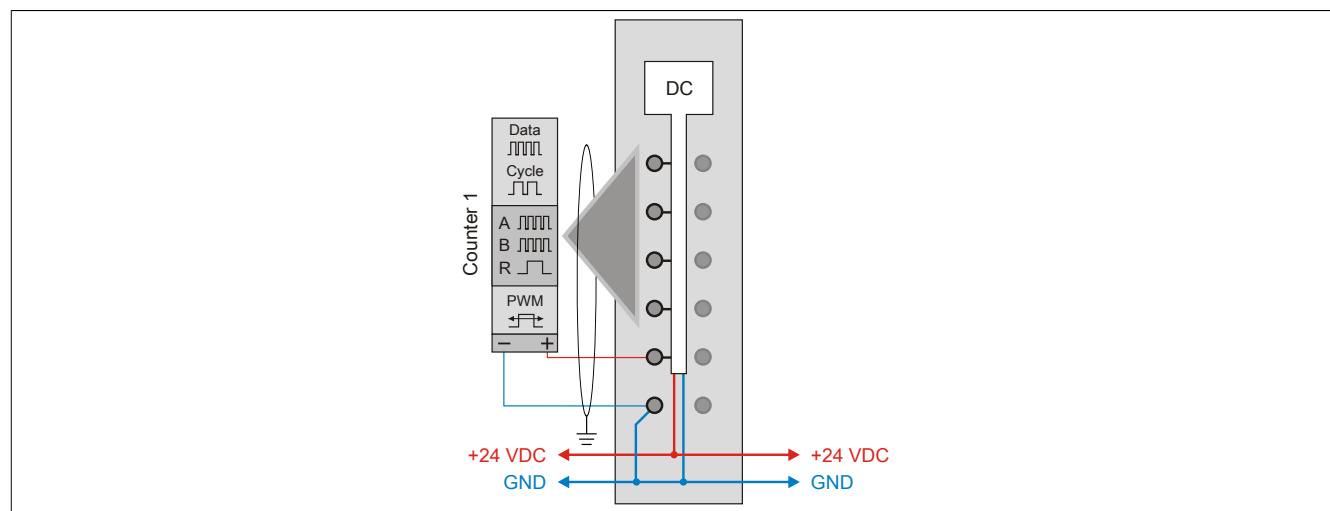 DC
Counter 1
Data
Cycle
A
B
R
PWM
− +
+24 VDC +24 VDC
GND GND